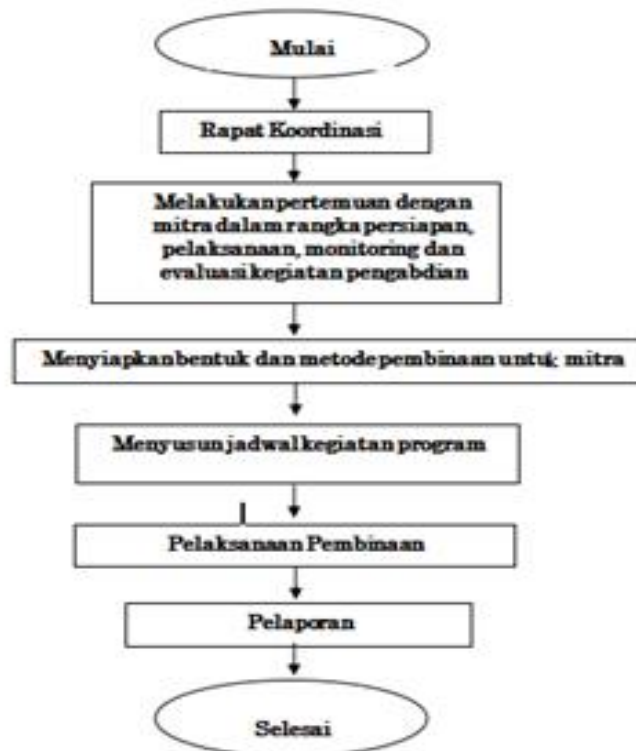 Mulai
Rapat Koordinasi
Melakukan pertemuan dengan
mitra dalam rangka persiapan,
pelaksanaan, monitoring dan
evaluasi kegiatan pengabdian
Menyiapkan bentuk dan metode pembinaan untuk mitra
Menyusun jadwal kegiatan program
Pelaksanaan Pembinaan
Pelaporan
Selesai